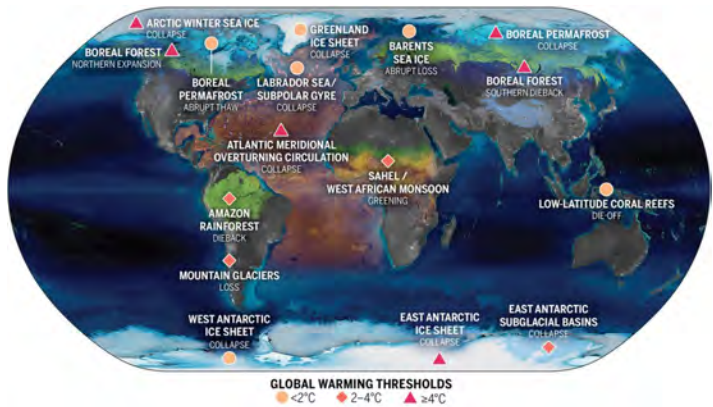 ARCTIC WINTER SEA ICE
COLLAPSE
BOREAL FOREST
NORTHERN EXPANSION
BOREAL
PERMAFROST
ABRUPT THAW
GREENLAND
ICE SHEET
COLLAPSE
LABRADOR SEA/
SUBPOLAR GYRE
COLLAPSE
BARENTS
SEA ICE
ABRUPT LOSS
BOREAL PERMAFROST
COLLAPSE
BOREAL FOREST
SOUTHERN DIEBACK
ATLANTIC MERIDIONAL
OVERTURNING CIRCULATION
COLLAPSE
SAHEL /
WEST AFRICAN MONSOON
GREENING
LOW-LATITUDE CORAL REEFS
DIE-OFF
AMAZON
RAINFOREST
DIEBACK
MOUNTAIN GLACIERS
LOSS
WEST ANTARCTIC
ICE SHEET
COLLAPSE
EAST ANTARCTIC
ICE SHEET
COLLAPSE
EAST ANTARCTIC
SUBGLACIAL BASINS
COLLAPSE
GLOBAL WARMING THRESHOLDS
<2°C 2–4°C ≥4°C